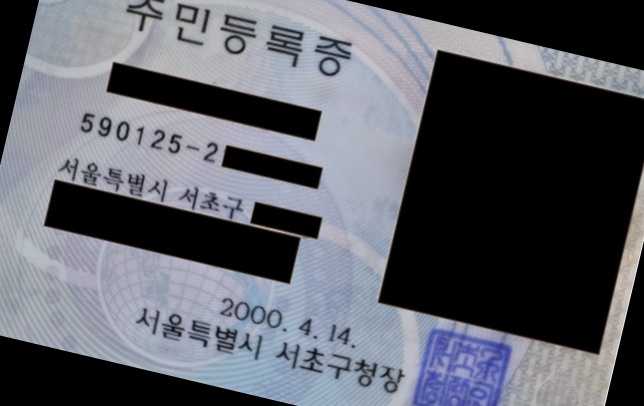 주민등록증
590125-2
서울특별시 서초구
2000. 4. 14.
서울특별시 서초구청장